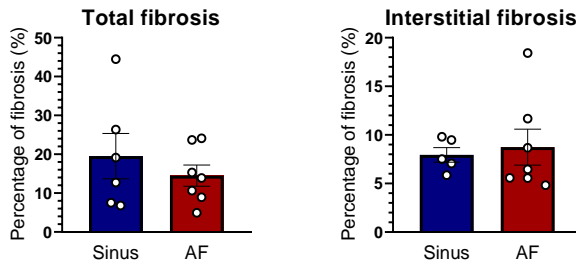 Total fibrosis
Percentage of fibrosis (%)
50
40
30
20
10
0
Sinus AF
Interstitial fibrosis
Percentage of fibrosis (%)
20
15
10
5
0
Sinus AF